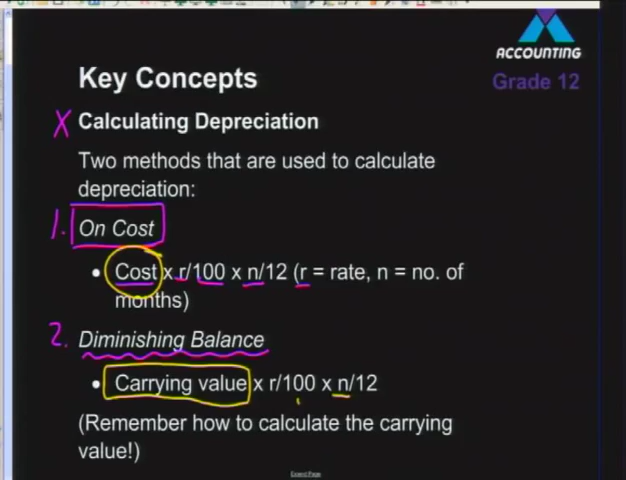 ACCOUNTING
Key Concepts
Grade 12
X Calculating Depreciation
Two methods that are used to calculate
depreciation:
1. On Cost
• Cost x r/100 x n/12 (r = rate, n = no. of
months)
2. Diminishing Balance
• Carrying value x r/100 x n/12
(Remember how to calculate the carrying
value!)
Expand Page